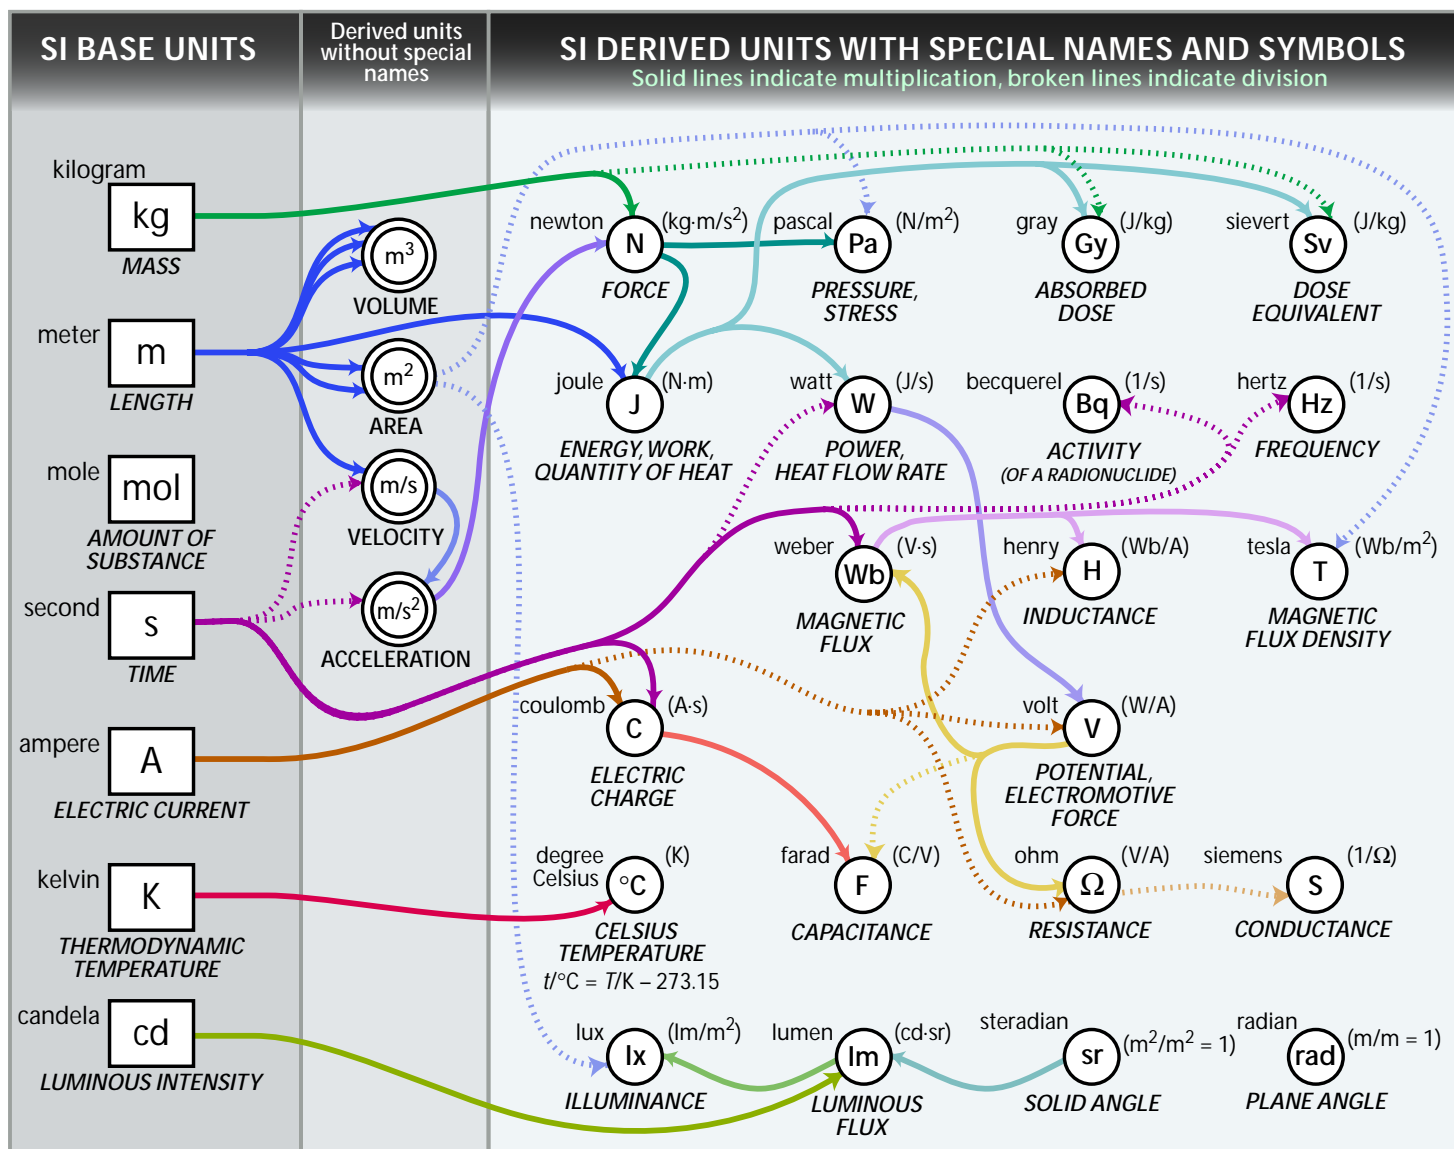 SI BASE UNITS
Derived units
without special
names
SI DERIVED UNITS WITH SPECIAL NAMES AND SYMBOLS
Solid lines indicate multiplication, broken lines indicate division
kilogram
kg
MASS
meter
m
LENGTH
mole
mol
AMOUNT OF
SUBSTANCE
second
s
TIME
ampere
A
ELECTRIC CURRENT
kelvin
K
THERMODYNAMIC
TEMPERATURE
candela
cd
LUMINOUS INTENSITY
m³
VOLUME
m²
AREA
m/s
VELOCITY
m/s²
ACCELERATION
newton
N
(kg·m/s²)
FORCE
pascal
Pa
(N/m²)
PRESSURE,
STRESS
gray
Gy
(J/kg)
ABSORBED
DOSE
sievert
Sv
(J/kg)
DOSE
EQUIVALENT
joule
J
(N·m)
ENERGY, WORK,
QUANTITY OF HEAT
watt
W
(J/s)
POWER,
HEAT FLOW RATE
becquerel
Bq
(1/s)
ACTIVITY
(OF A RADIONUCLIDE)
hertz
Hz
(1/s)
FREQUENCY
weber
Wb
(V·s)
MAGNETIC
FLUX
henry
H
(Wb/A)
INDUCTANCE
tesla
T
(Wb/m²)
MAGNETIC
FLUX DENSITY
coulomb
C
(A·s)
ELECTRIC
CHARGE
volt
V
(W/A)
POTENTIAL,
ELECTROMOTIVE
FORCE
degree
Celsius
°C
(K)
CELSIUS
TEMPERATURE
t/°C = T/K – 273.15
farad
F
(C/V)
CAPACITANCE
ohm
Ω
(V/A)
RESISTANCE
siemens
S
(1/Ω)
CONDUCTANCE
lux
lx
(lm/m²)
ILLUMINANCE
lumen
lm
(cd·sr)
LUMINOUS
FLUX
steradian
sr
(m²/m² = 1)
SOLID ANGLE
radian
rad
(m/m = 1)
PLANE ANGLE